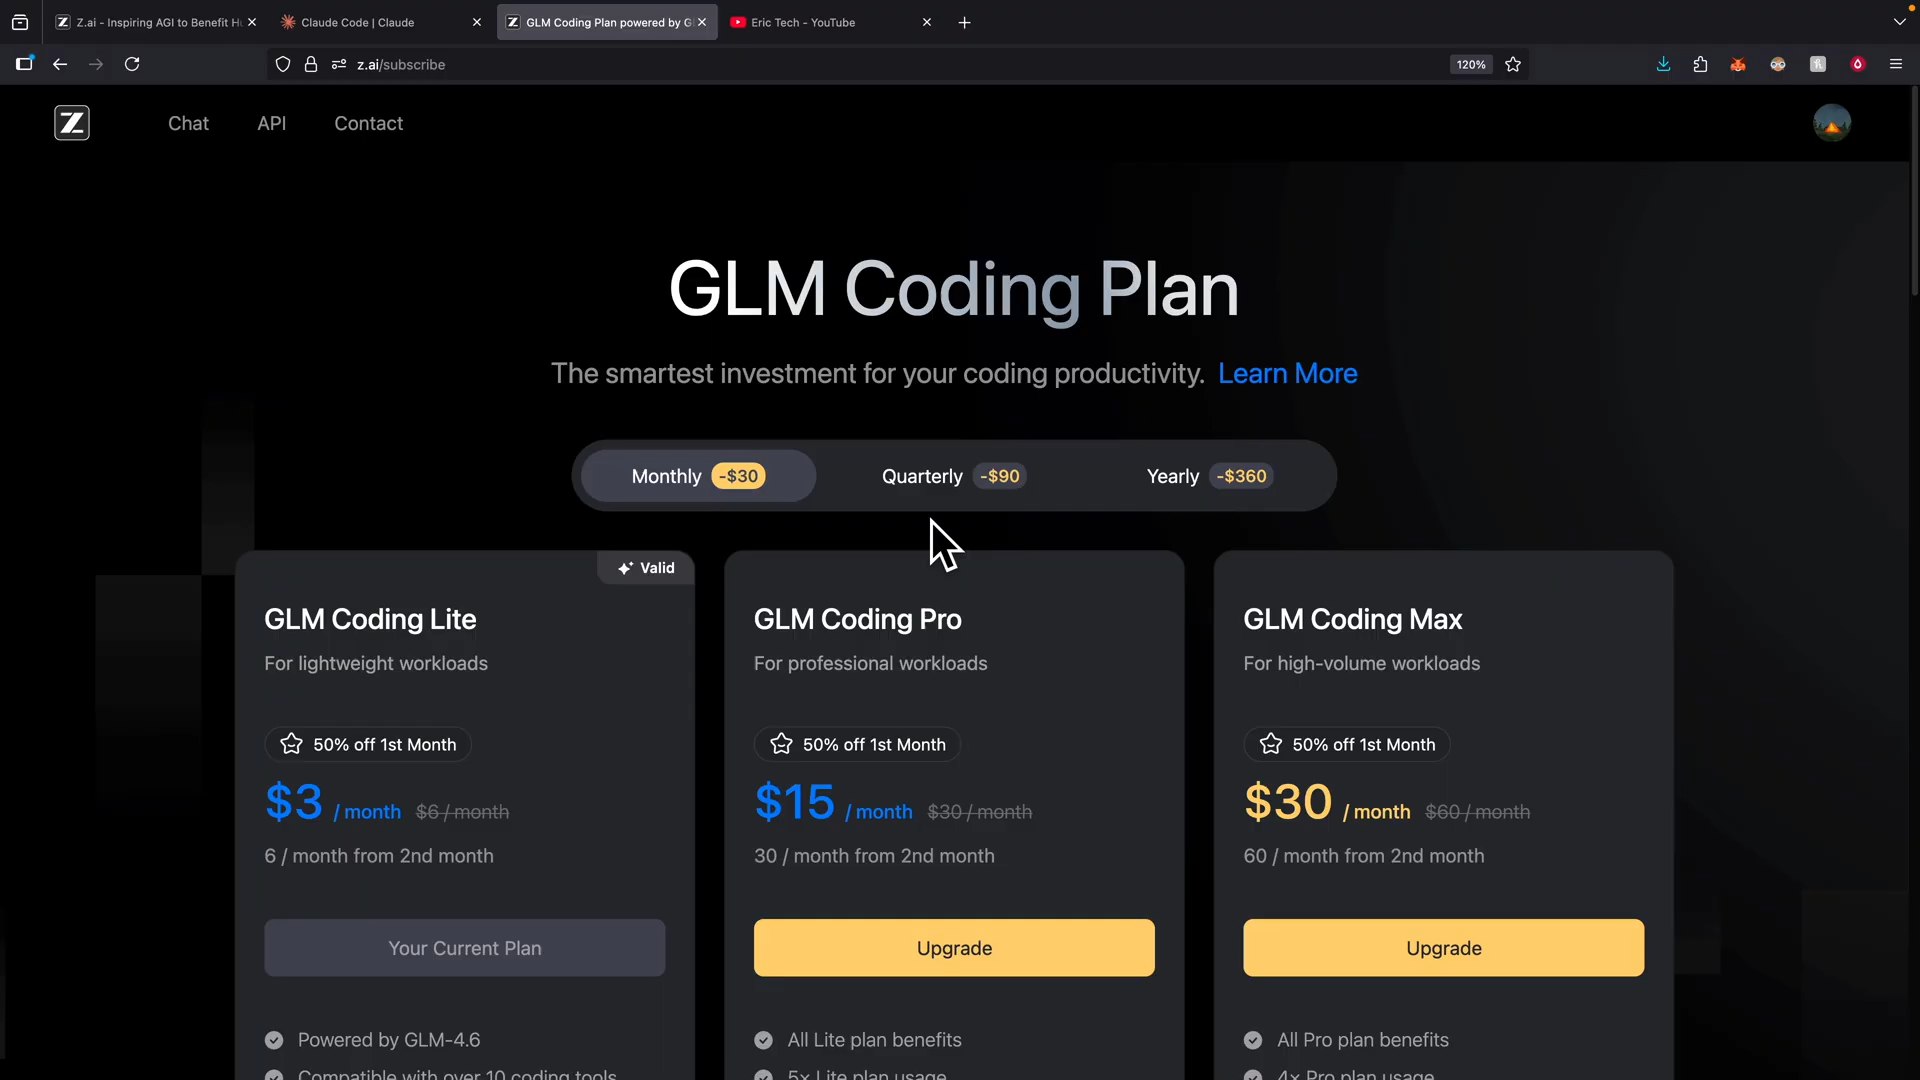 Z.ai - Inspiring AGI to Benefit H
Claude Code | Claude
GLM Coding Plan powered by G
Eric Tech - YouTube
z.ai/subscribe
120%
Z
Chat
API
Contact
GLM Coding Plan
The smartest investment for your coding productivity. Learn More
Monthly -$30
Quarterly -$90
Yearly -$360
Valid
GLM Coding Lite
For lightweight workloads
50% off 1st Month
$3 / month $6 / month
6 / month from 2nd month
Your Current Plan
Powered by GLM-4.6
Compatible with over 10 coding tools
GLM Coding Pro
For professional workloads
50% off 1st Month
$15 / month $30 / month
30 / month from 2nd month
Upgrade
All Lite plan benefits
5x Lite plan usage
GLM Coding Max
For high-volume workloads
50% off 1st Month
$30 / month $60 / month
60 / month from 2nd month
Upgrade
All Pro plan benefits
4x Pro plan usage